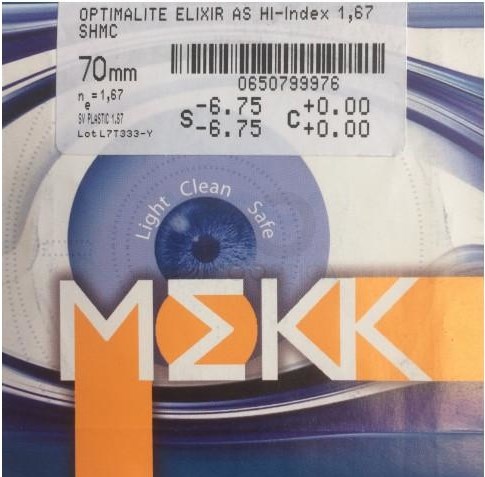 OPTIMALITE ELIXIR AS HI-Index 1,67
SHMC
70mm
0650799976
n =1,67
e
SV PLASTIC 1.67
Lot L7T333-Y
S -6.75 C +0.00
-6.75 +0.00
Light Clean Safe
MΣKK